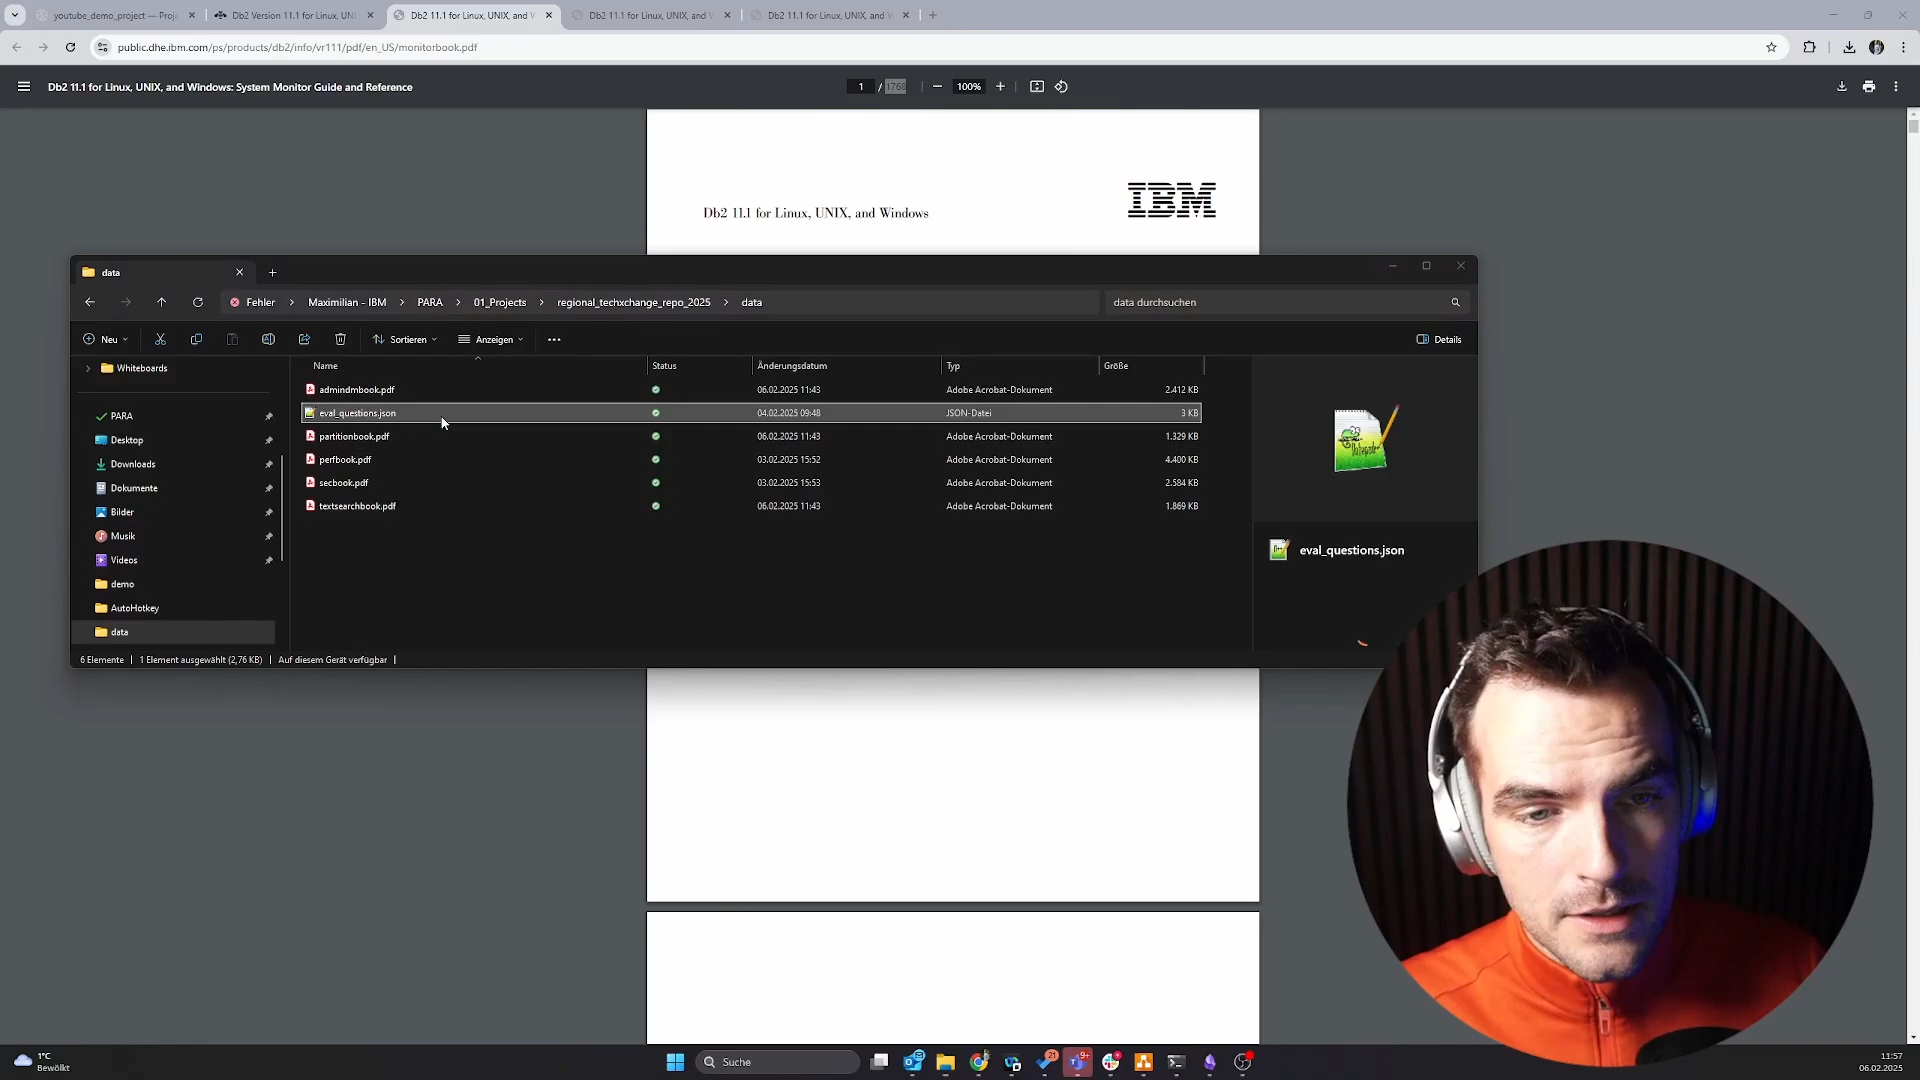 youtube_demo_project — Proje
Db2 Version 11.1 for Linux, UNI
Db2 11.1 for Linux, UNIX, and W
Db2 11.1 for Linux, UNIX, and W
Db2 11.1 for Linux, UNIX, and W
public.dhe.ibm.com/ps/products/db2/info/vr111/pdf/en_US/monitorbook.pdf
Db2 11.1 for Linux, UNIX, and Windows: System Monitor Guide and Reference
1 / 1768
100%
IBM
Db2 11.1 for Linux, UNIX, and Windows
data
Fehler
Maximilian - IBM
PARA
01_Projects
regional_techxchange_repo_2025
data
data durchsuchen
Neu
Sortieren
Anzeigen
Details
Whiteboards
PARA
Desktop
Downloads
Dokumente
Bilder
Musik
Videos
demo
AutoHotkey
data
Name Status Änderungsdatum Typ Größe
admindmbook.pdf 06.02.2025 11:43 Adobe Acrobat-Dokument 2.412 KB
eval_questions.json 04.02.2025 09:48 JSON-Datei 3 KB
partitionbook.pdf 06.02.2025 11:43 Adobe Acrobat-Dokument 1.329 KB
perfbook.pdf 03.02.2025 15:52 Adobe Acrobat-Dokument 4.400 KB
secbook.pdf 03.02.2025 15:53 Adobe Acrobat-Dokument 2.584 KB
textsearchbook.pdf 06.02.2025 11:43 Adobe Acrobat-Dokument 1.869 KB
eval_questions.json
6 Elemente
1 Element ausgewählt (2,76 KB)
Auf diesem Gerät verfügbar
1°C
Bewölkt
Suche
21
9+
11:57
06.02.2025